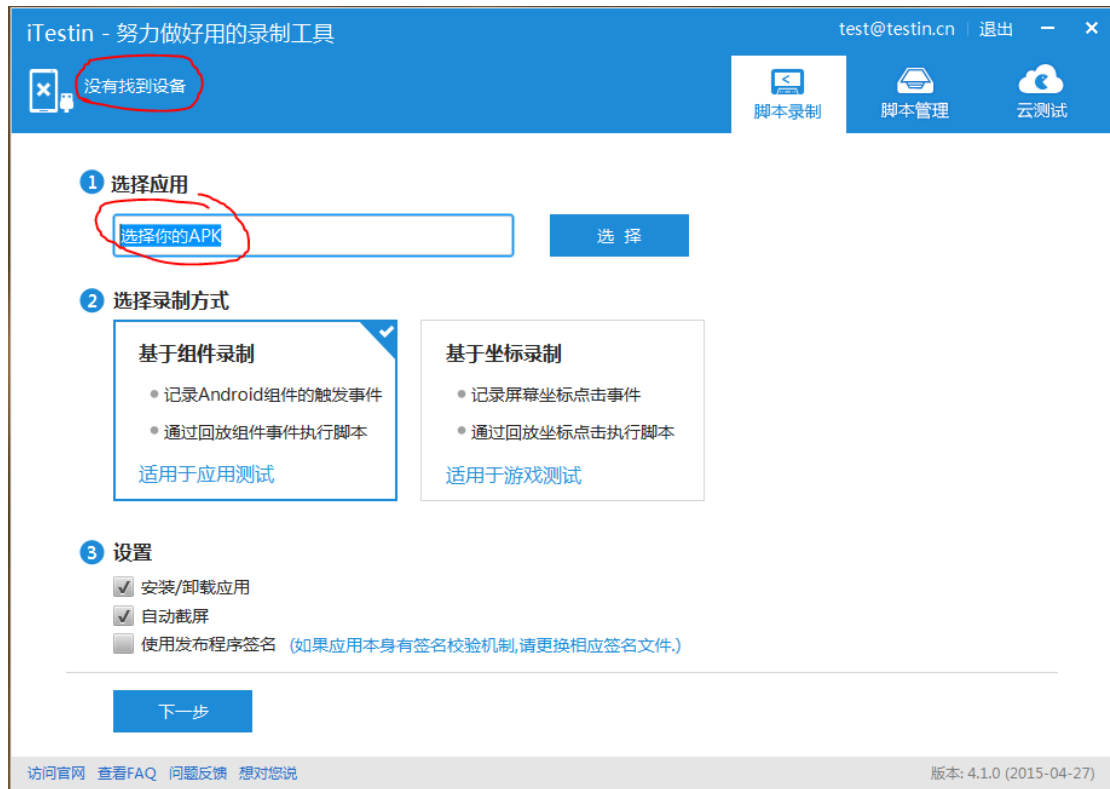 iTestin - 努力做好用的录制工具
test@testin.cn | 退出
没有找到设备
脚本录制
脚本管理
云测试
1 选择应用
选择你的APK
选 择
2 选择录制方式
基于组件录制
记录Android组件的触发事件
通过回放组件事件执行脚本
适用于应用测试
基于坐标录制
记录屏幕坐标点击事件
通过回放坐标点击执行脚本
适用于游戏测试
3 设置
安装/卸载应用
自动截屏
使用发布程序签名 (如果应用本身有签名校验机制,请更换相应签名文件.)
下一步
访问官网 查看FAQ 问题反馈 想对您说
版本: 4.1.0 (2015-04-27)